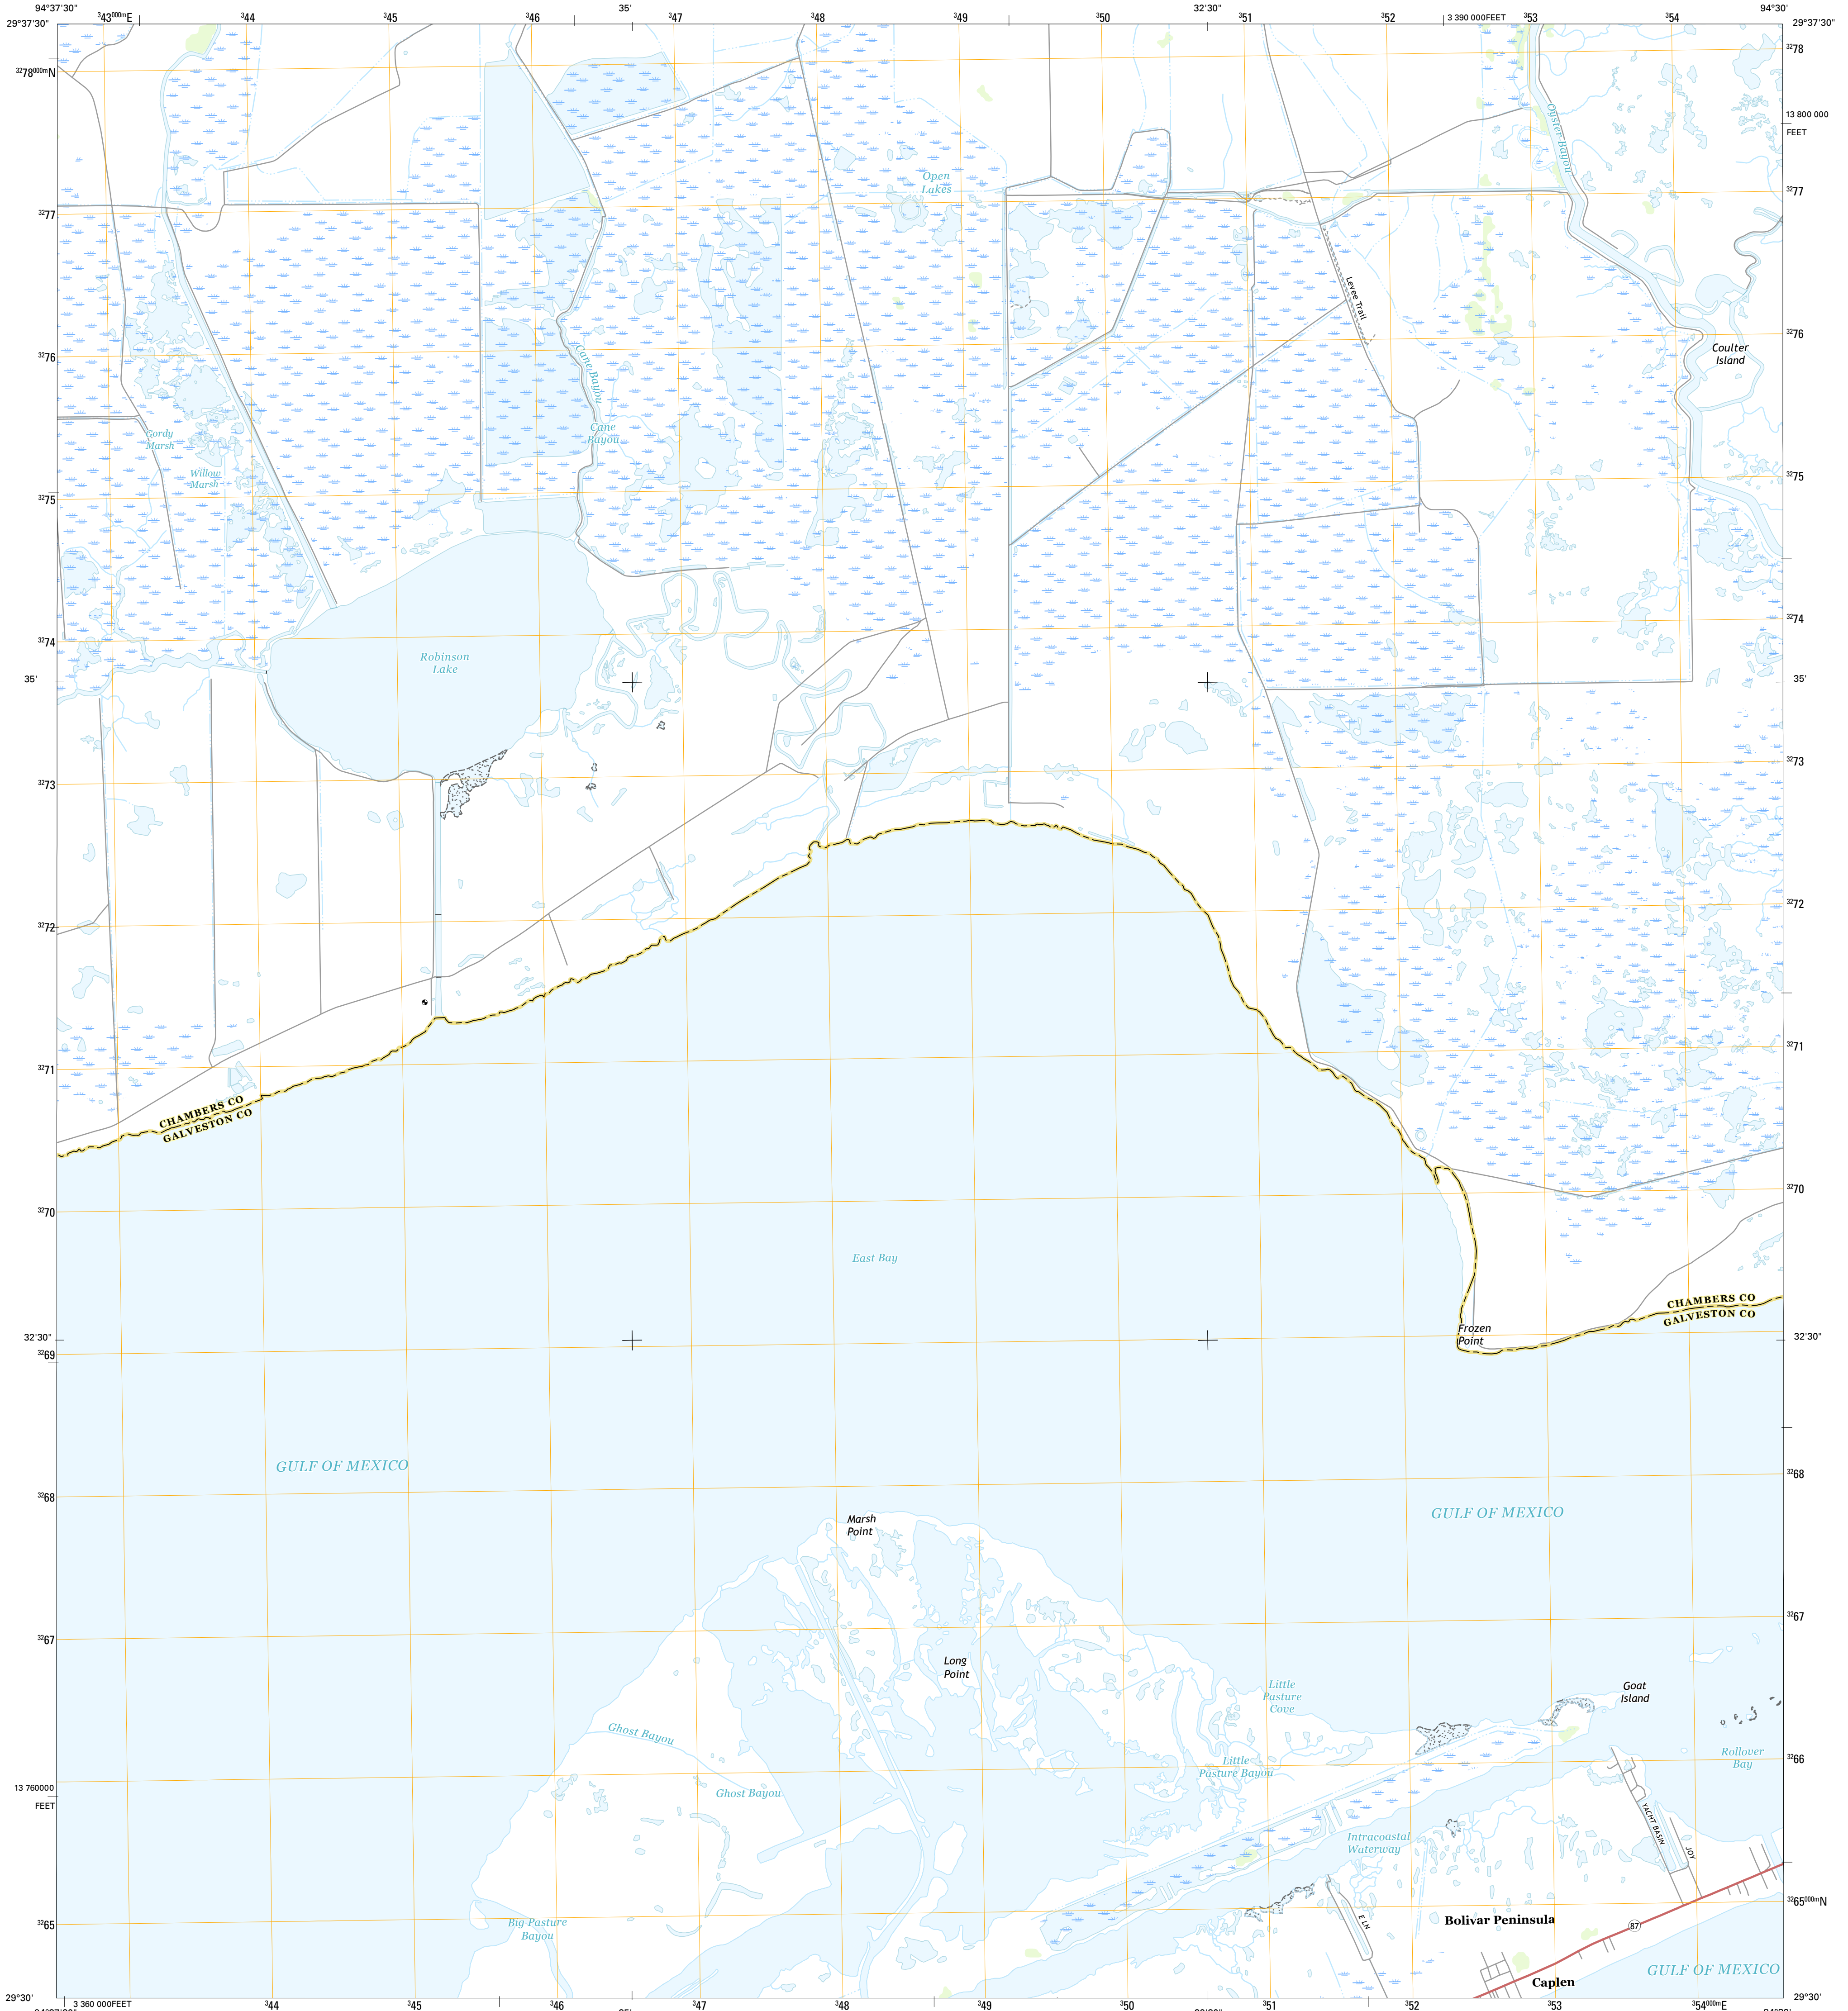 94°37'30"
³43⁰⁰⁰ᵐE
³44
³45
³46
35'
³47
³48
³49
³50
32'30"
³51
³52
3 390 000FEET
³53
³54
94°30'
29°37'30"
29°37'30"
³²78⁰⁰⁰ᵐN
³²78
13 800 000
FEET
Oyster Bayou
Open
Lakes
³²77
³²77
Levee Trail
³²76
³²76
Coulter
Island
Cane Bayou
Cane
Bayou
Gordy
Marsh
Willow
Marsh
³²75
³²75
³²74
³²74
Robinson
Lake
35'
35'
³²73
³²73
³²72
³²72
³²71
³²71
CHAMBERS CO
GALVESTON CO
³²70
³²70
East Bay
CHAMBERS CO
GALVESTON CO
Frozen
Point
32'30"
32'30"
³²69
GULF OF MEXICO
³²68
³²68
GULF OF MEXICO
Marsh
Point
³²67
³²67
Long
Point
Little
Pasture
Cove
Goat
Island
Ghost Bayou
Little
Pasture Bayou
³²66
Rollover
Bay
Ghost Bayou
13 760000
FEET
YACHT BASIN
JOY
Intracoastal
Waterway
³²65
³²65⁰⁰⁰ᵐN
Big Pasture
Bayou
E LN
Bolivar Peninsula
87
GULF OF MEXICO
Caplen
29°30'
29°30'
3 360 000FEET
³44
³45
³46
³47
³48
³49
³50
³51
³52
³53
³54⁰⁰⁰ᵐE